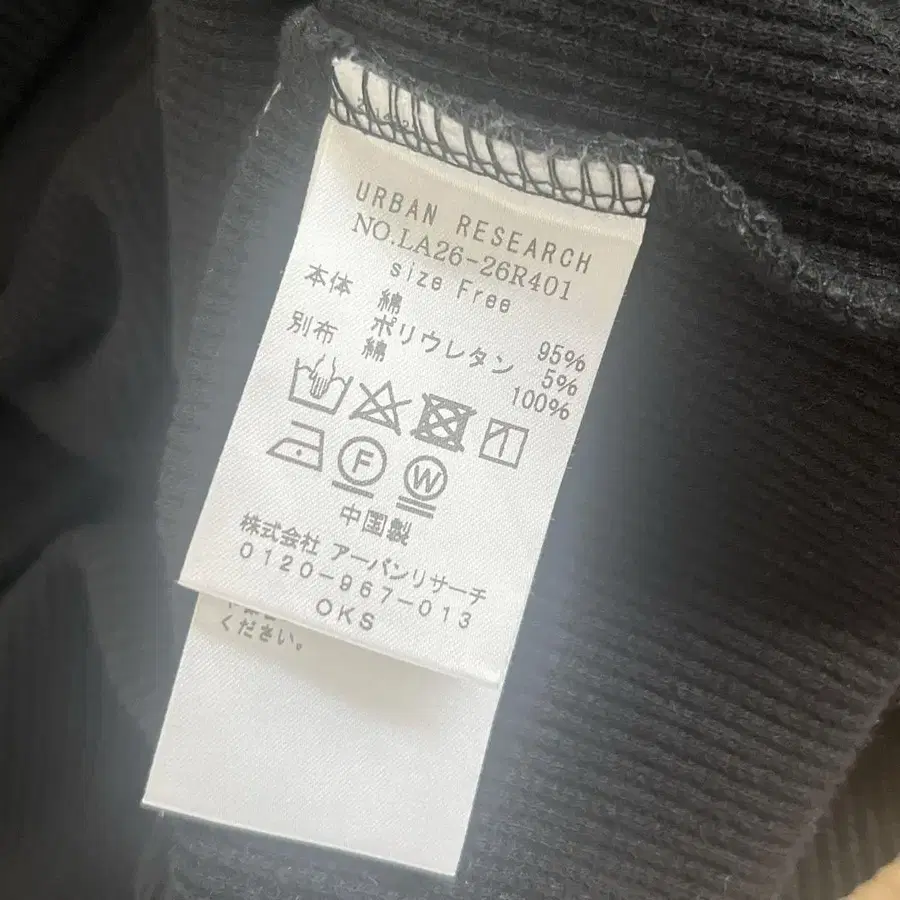 URBAN RESEARCH
NO.LA26-26R401
size Free
本体 綿 95%
ポリウレタン 5%
別布 綿 100%
F W
中国製
株式会社 アーバンリサーチ
0120-967-013
OKS
ください。